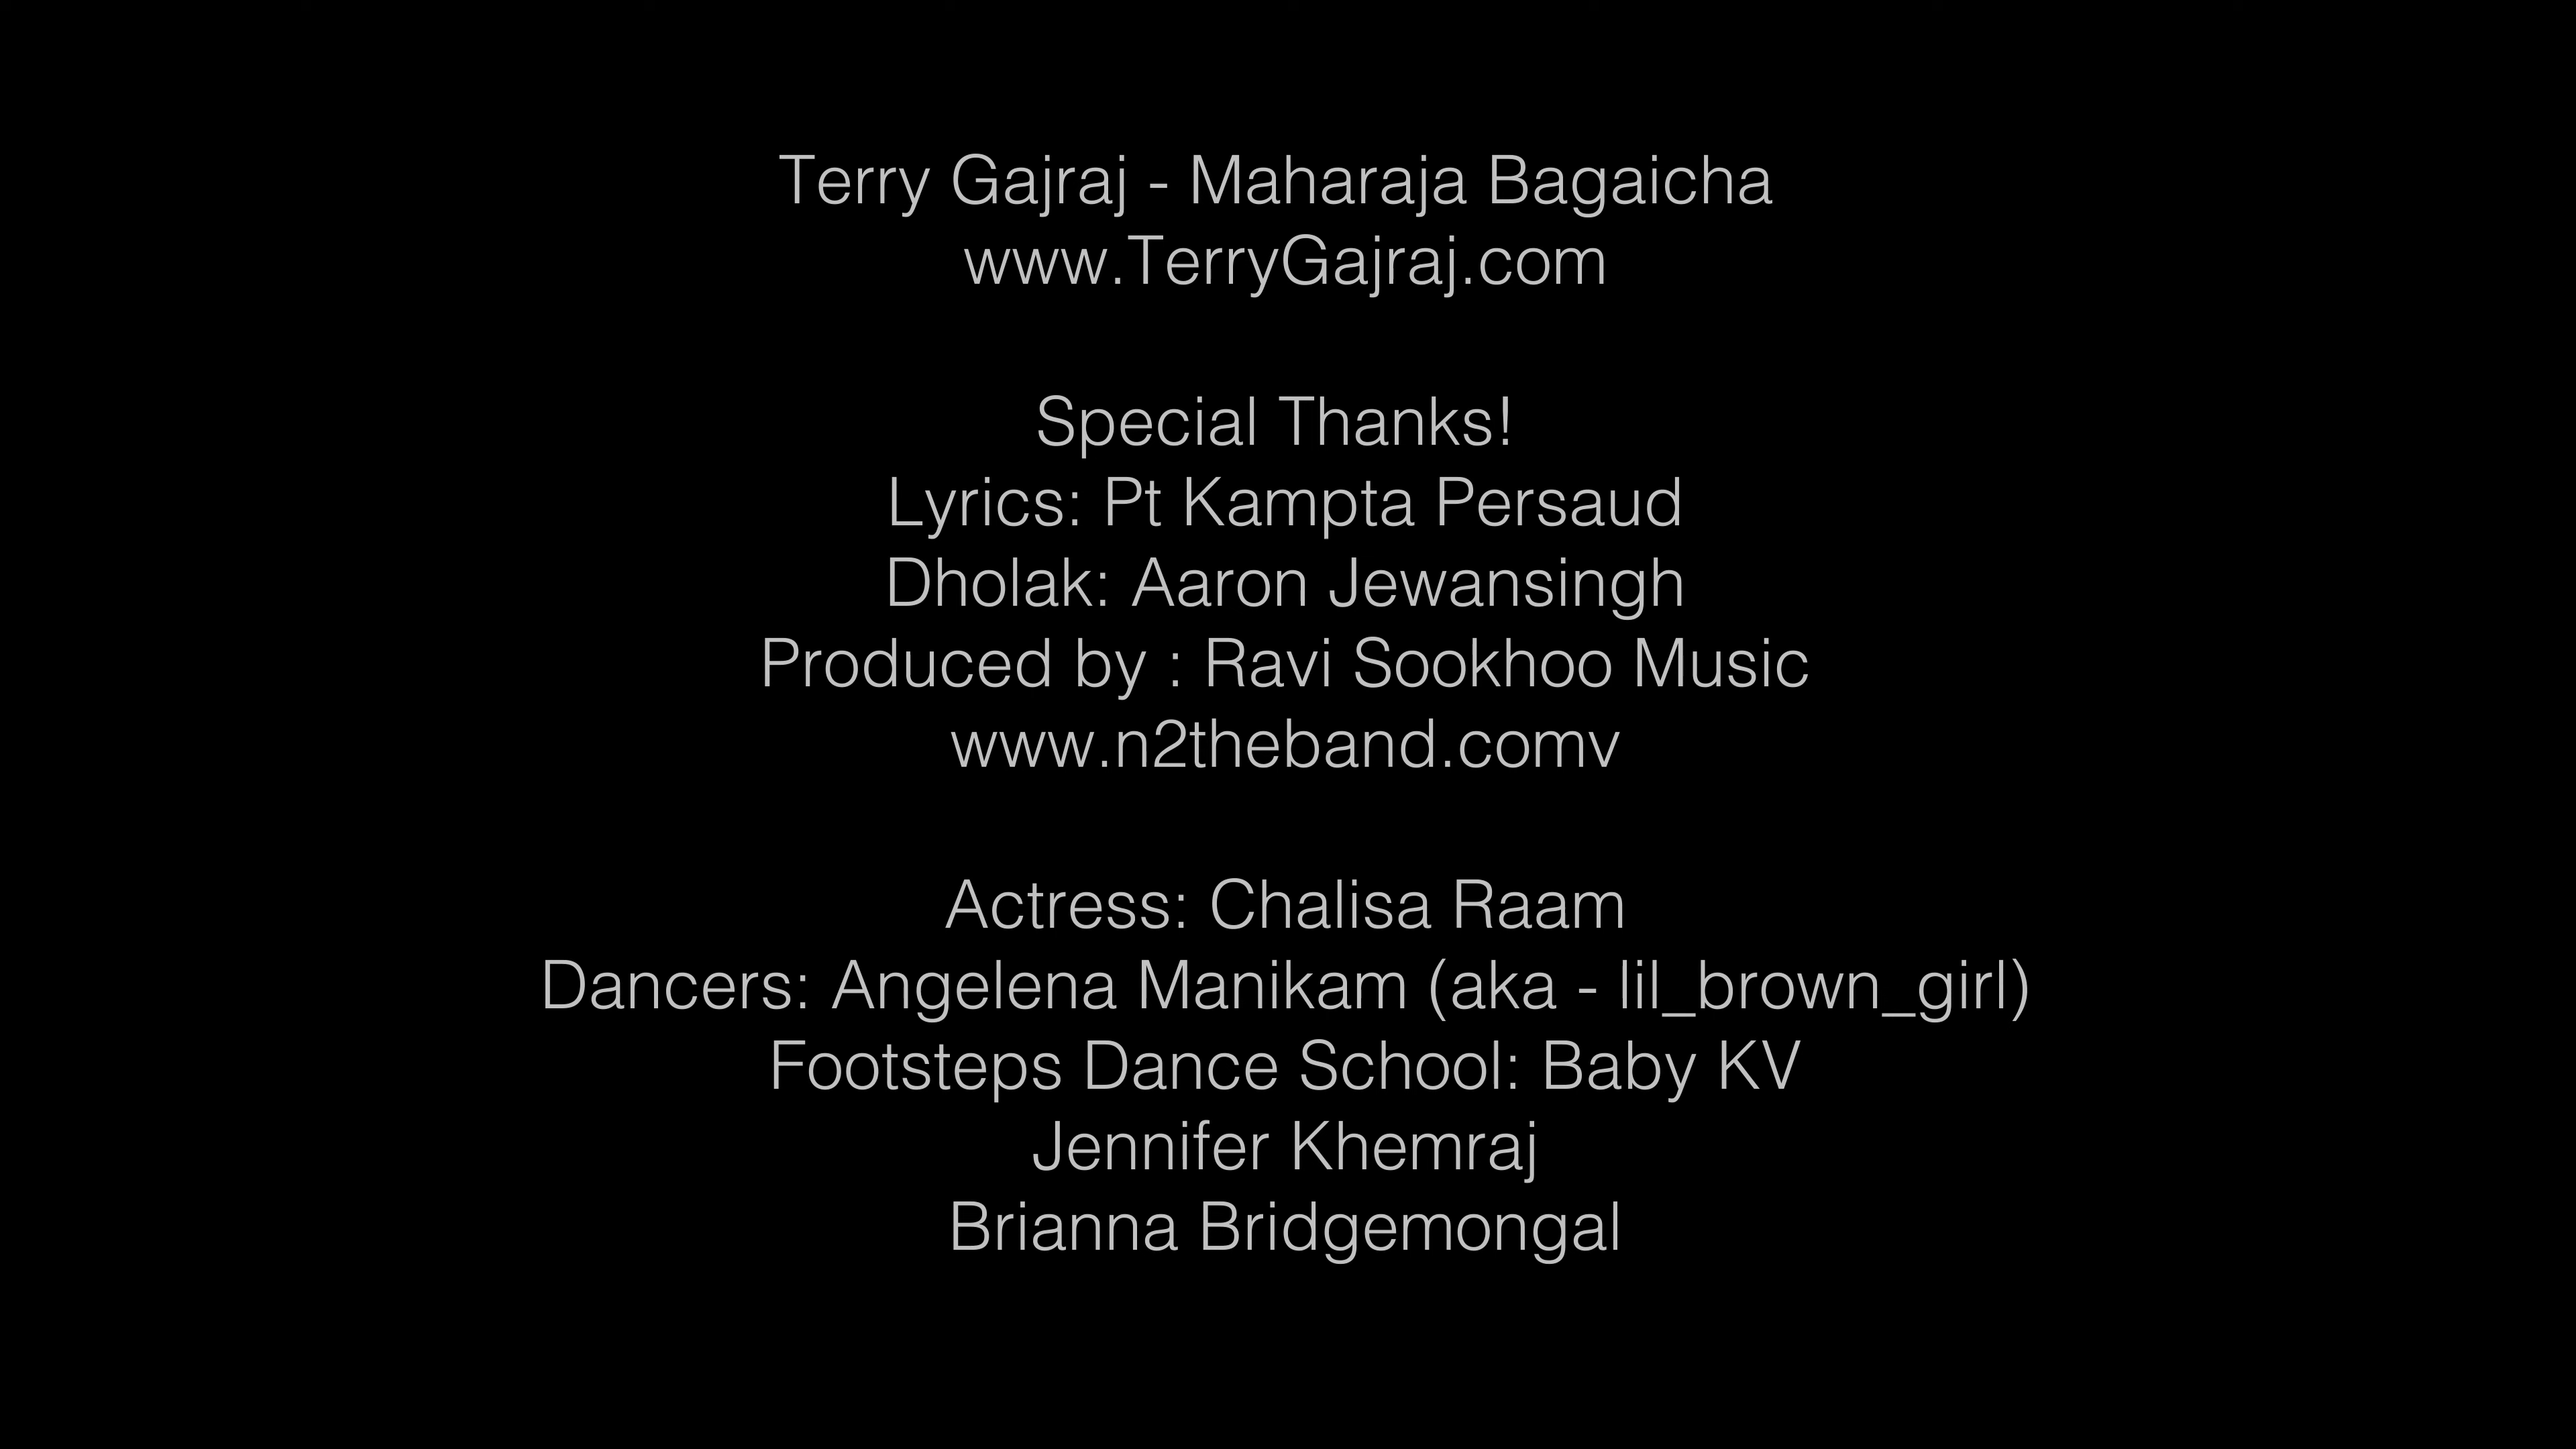 Terry Gajraj - Maharaja Bagaicha
www.TerryGajraj.com
Special Thanks!
Lyrics: Pt Kampta Persaud
Dholak: Aaron Jewansingh
Produced by : Ravi Sookhoo Music
www.n2theband.comv
Actress: Chalisa Raam
Dancers: Angelena Manikam (aka - lil_brown_girl)
Footsteps Dance School: Baby KV
Jennifer Khemraj
Brianna Bridgemongal